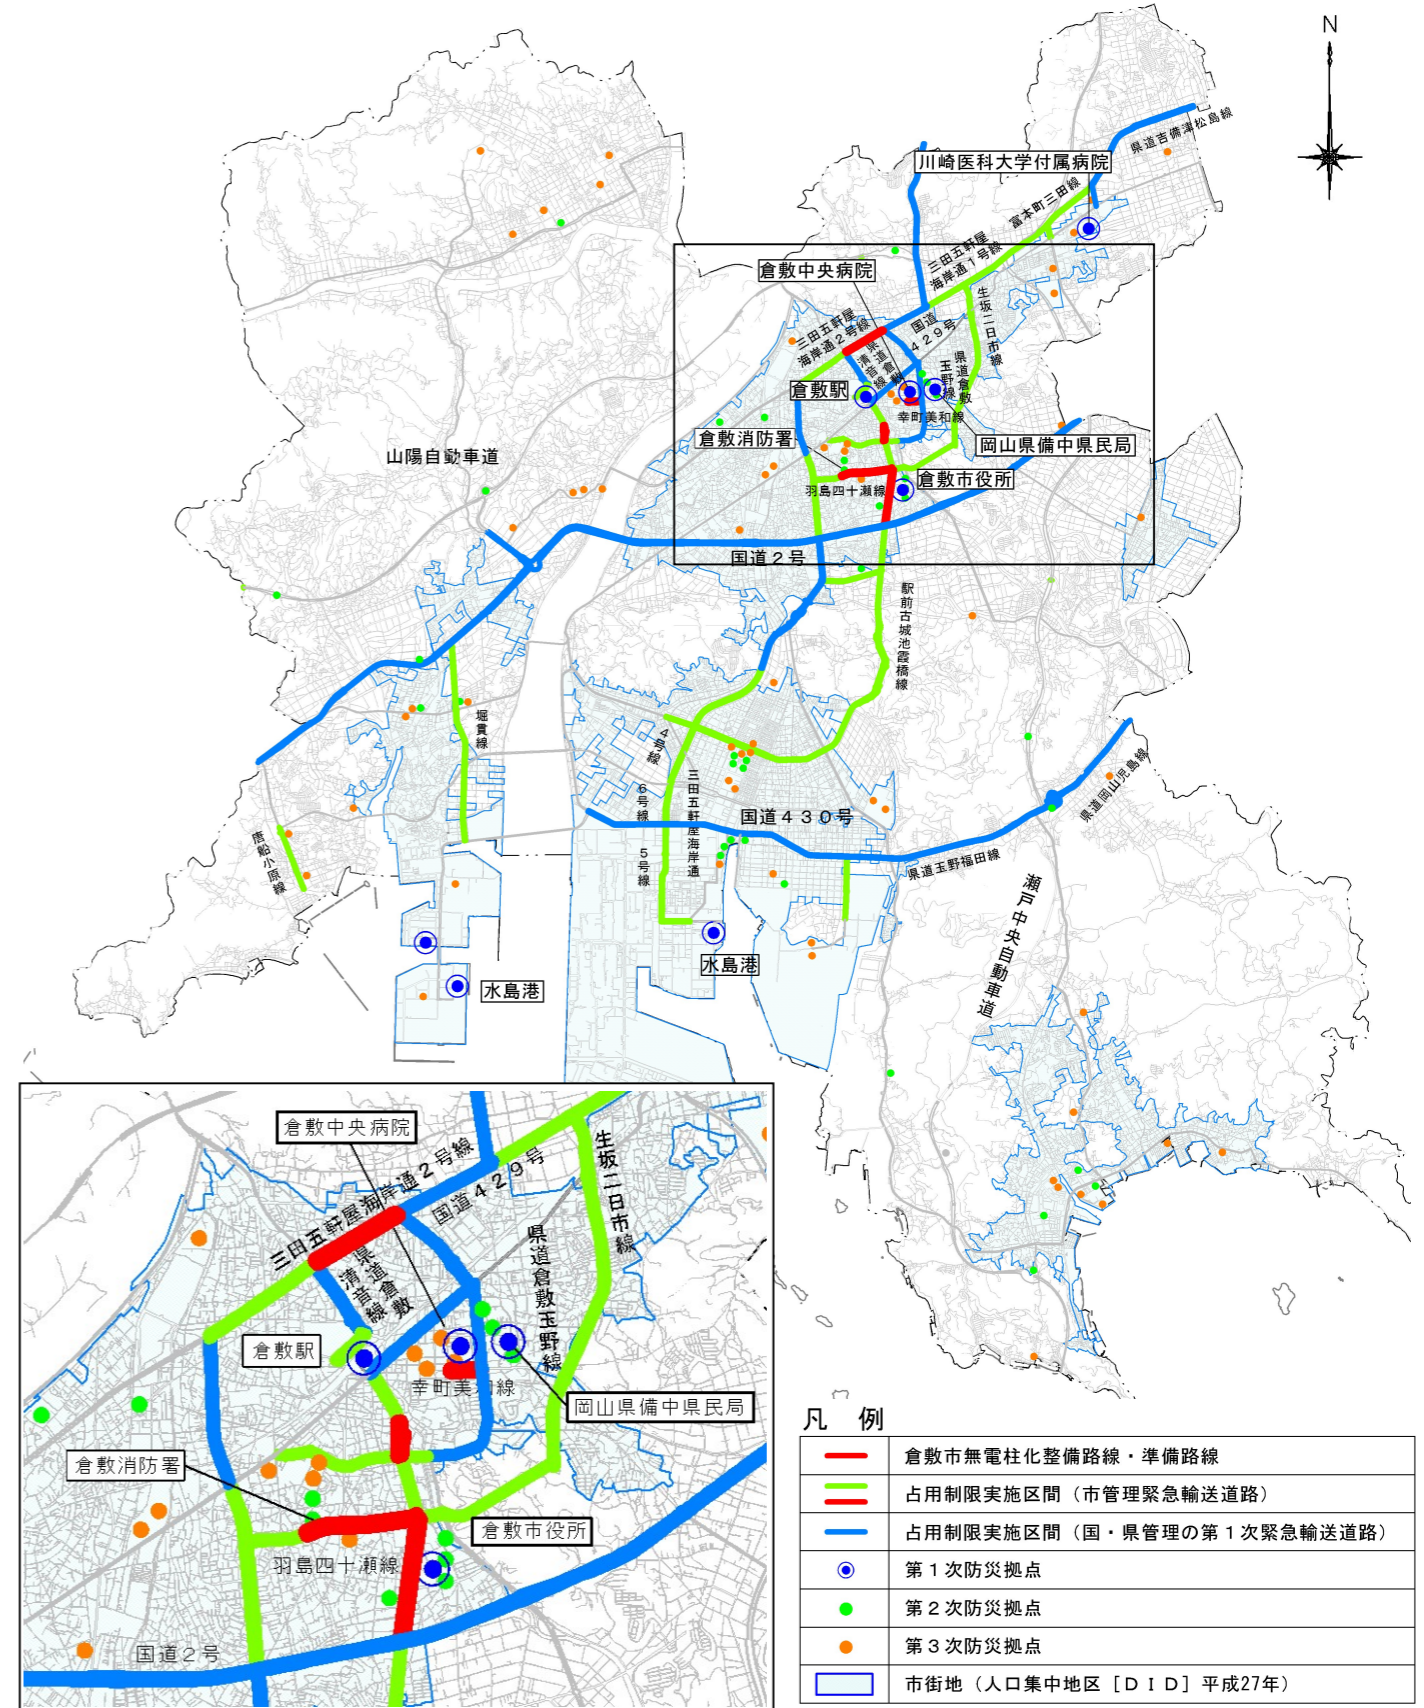 N
県道吉備津松島線
川崎医科大学付属病院
富本町三田線
三田五軒屋
海岸通1号線
倉敷中央病院
生坂二日市線
国道
429号
三田五軒屋
海岸通2号線
県道倉敷
清音線
県道倉敷
玉野線
倉敷駅
幸町美和線
倉敷消防署
岡山県備中県民局
山陽自動車道
倉敷市役所
羽島四十瀬線
国道2号
駅前古城池霞橋線
堀貫線
4号線
三田五軒屋海岸通
6号線
5号線
国道430号
県道岡山児島線
唐船小原線
県道玉野福田線
瀬戸中央自動車道
水島港
水島港
倉敷中央病院
三田五軒屋海岸通2号線
国道429号
生坂二日市線
県道倉敷
清音線
県道倉敷玉野線
倉敷駅
幸町美和線
岡山県備中県民局
倉敷消防署
倉敷市役所
羽島四十瀬線
国道2号
凡 例
倉敷市無電柱化整備路線・準備路線
占用制限実施区間（市管理緊急輸送道路）
占用制限実施区間（国・県管理の第1次緊急輸送道路）
第1次防災拠点
第2次防災拠点
第3次防災拠点
市街地（人口集中地区［DID］平成27年）